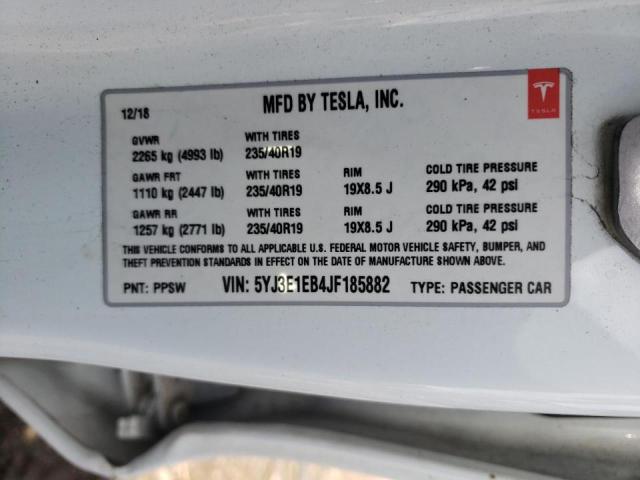 12/18 MFD BY TESLA, INC.
TESLA
GVWR WITH TIRES
2265 kg (4993 lb) 235/40R19
GAWR FRT WITH TIRES RIM COLD TIRE PRESSURE
1110 kg (2447 lb) 235/40R19 19X8.5 J 290 kPa, 42 psi
GAWR RR WITH TIRES RIM COLD TIRE PRESSURE
1257 kg (2771 lb) 235/40R19 19X8.5 J 290 kPa, 42 psi
THIS VEHICLE CONFORMS TO ALL APPLICABLE U.S. FEDERAL MOTOR VEHICLE SAFETY, BUMPER, AND
THEFT PREVENTION STANDARDS IN EFFECT ON THE DATE OF MANUFACTURE SHOWN ABOVE.
PNT: PPSW VIN: 5YJ3E1EB4JF185882 TYPE: PASSENGER CAR